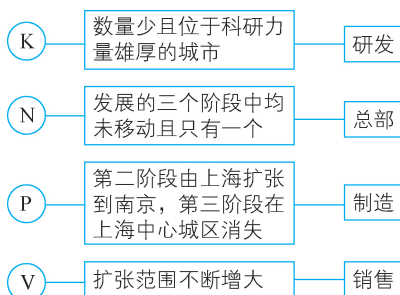 K
数量少且位于科研力
量雄厚的城市
研发
N
发展的三个阶段中均
未移动且只有一个
总部
P
第二阶段由上海扩张
到南京，第三阶段在
上海中心城区消失
制造
V
扩张范围不断增大
销售